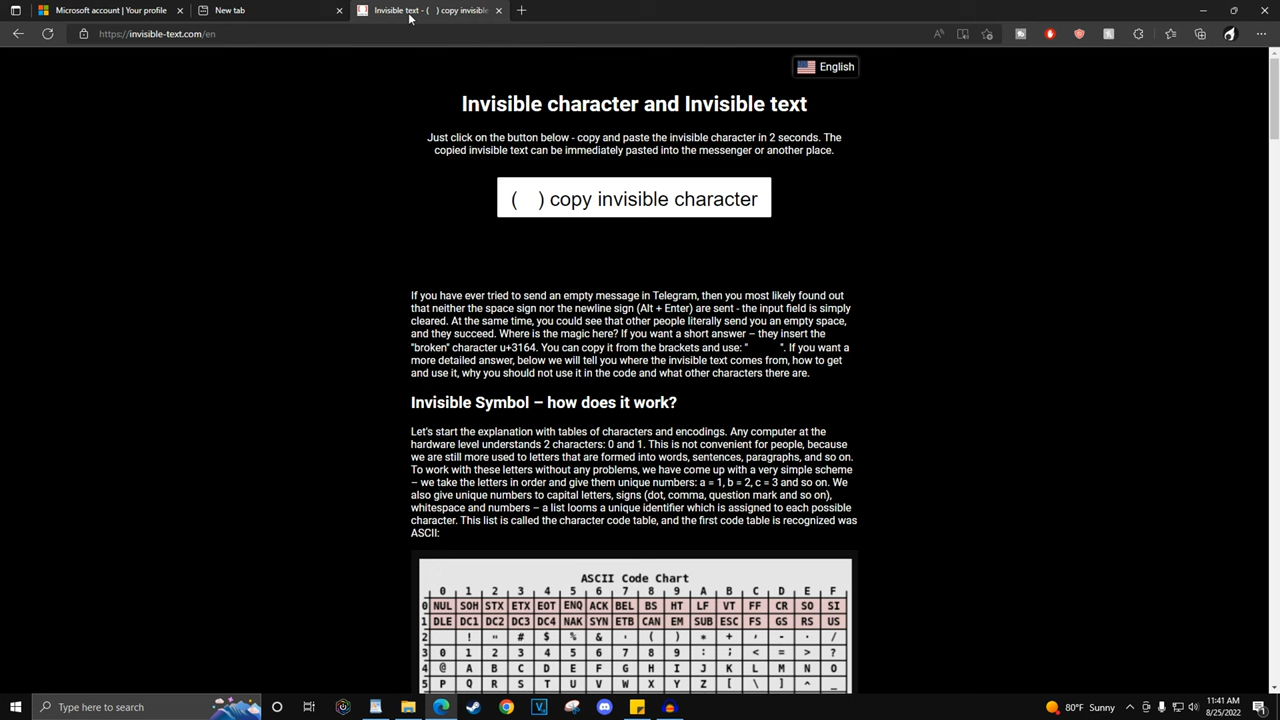 Microsoft account | Your profile
New tab
Invisible text - ( ) copy invisible
https://invisible-text.com/en
English
Invisible character and Invisible text
Just click on the button below - copy and paste the invisible character in 2 seconds. The
copied invisible text can be immediately pasted into the messenger or another place.
( ) copy invisible character
If you have ever tried to send an empty message in Telegram, then you most likely found out
that neither the space sign nor the newline sign (Alt + Enter) are sent - the input field is simply
cleared. At the same time, you could see that other people literally send you an empty space,
and they succeed. Where is the magic here? If you want a short answer – they insert the
"broken" character u+3164. You can copy it from the brackets and use: " ". If you want a
more detailed answer, below we will tell you where the invisible text comes from, how to get
and use it, why you should not use it in the code and what other characters there are.
Invisible Symbol – how does it work?
Let's start the explanation with tables of characters and encodings. Any computer at the
hardware level understands 2 characters: 0 and 1. This is not convenient for people, because
we are still more used to letters that are formed into words, sentences, paragraphs, and so on.
To work with these letters without any problems, we have come up with a very simple scheme
– we take the letters in order and give them unique numbers: a = 1, b = 2, c = 3 and so on. We
also give unique numbers to capital letters, signs (dot, comma, question mark and so on),
whitespace and numbers – a list looms a unique identifier which is assigned to each possible
character. This list is called the character code table, and the first code table is recognized was
ASCII:
ASCII Code Chart
0 1 2 3 4 5 6 7 8 9 A B C D E F
0 NUL SOH STX ETX EOT ENQ ACK BEL BS HT LF VT FF CR SO SI
1 DLE DC1 DC2 DC3 DC4 NAK SYN ETB CAN EM SUB ESC FS GS RS US
2 ! " # $ % & ' ( ) * + , - . /
3 0 1 2 3 4 5 6 7 8 9 : ; < = > ?
4 @ A B C D E F G H I J K L M N O
5 P Q R S T U V W X Y Z [ \ ] ^ _
Type here to search
80°F Sunny
11:41 AM
8/25/2022